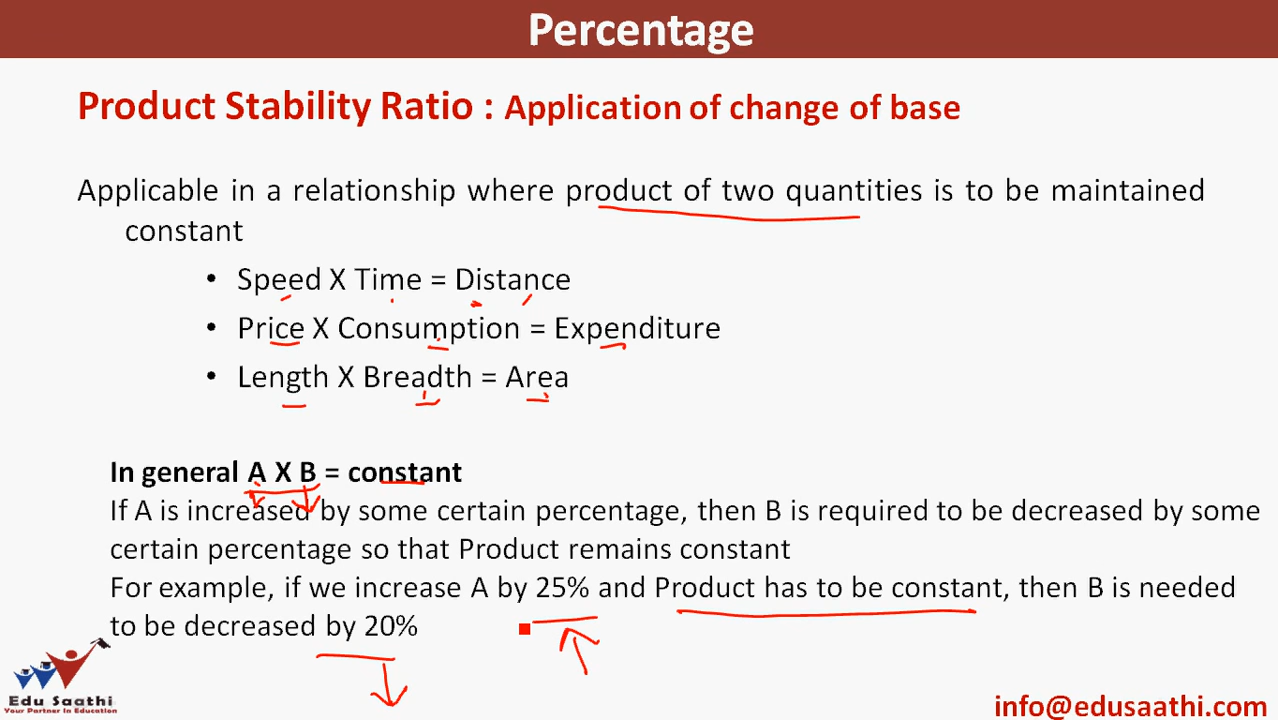 Percentage
Product Stability Ratio : Application of change of base
Applicable in a relationship where product of two quantities is to be maintained
constant
• Speed X Time = Distance
• Price X Consumption = Expenditure
• Length X Breadth = Area
In general A X B = constant
If A is increased by some certain percentage, then B is required to be decreased by some
certain percentage so that Product remains constant
For example, if we increase A by 25% and Product has to be constant, then B is needed
to be decreased by 20%
Edu Saathi
Your Partner in Education
info@edusaathi.com